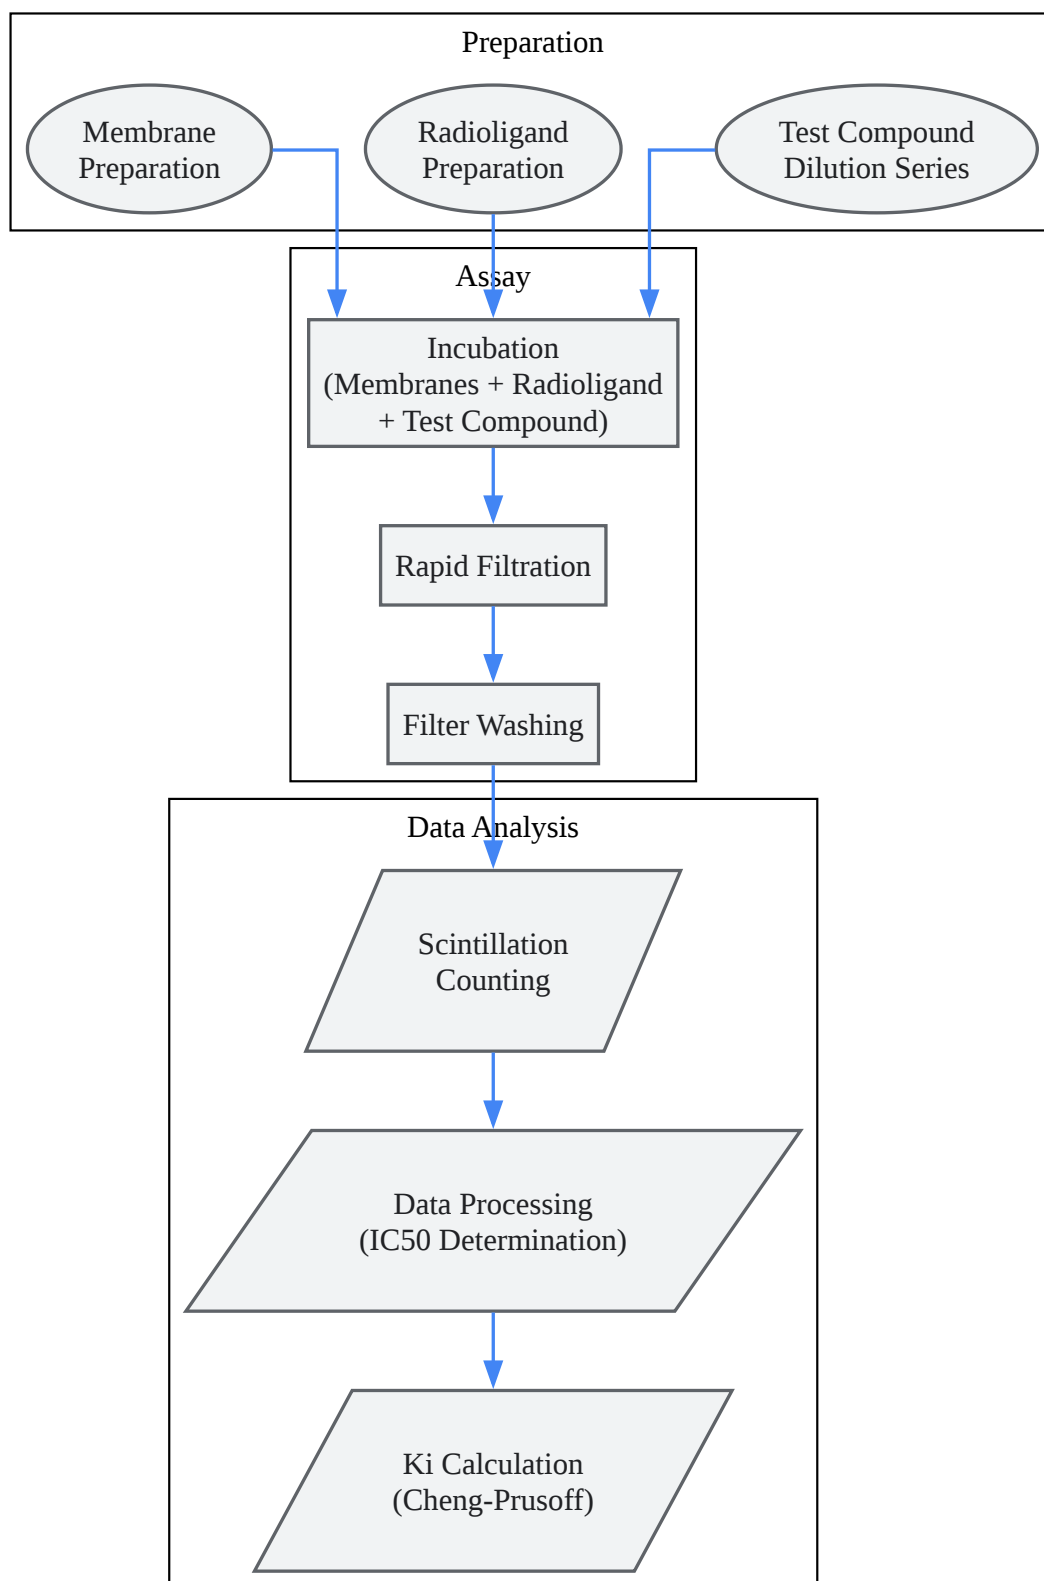 Preparation
Membrane
Preparation
Radioligand
Preparation
Test Compound
Dilution Series
Assay
Incubation
(Membranes + Radioligand
+ Test Compound)
Rapid Filtration
Filter Washing
Data Analysis
Scintillation
Counting
Data Processing
(IC50 Determination)
Ki Calculation
(Cheng-Prusoff)